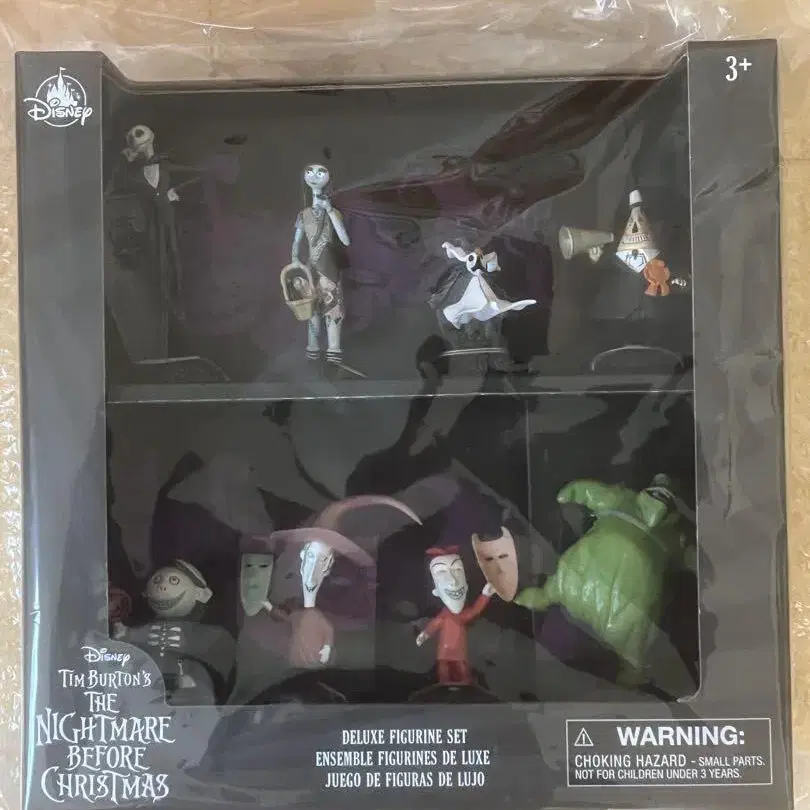 Disney
3+
Disney
TIM BURTON'S
THE
NIGHTMARE
BEFORE
CHRISTMAS
DELUXE FIGURINE SET
ENSEMBLE FIGURINES DE LUXE
JUEGO DE FIGURAS DE LUJO
WARNING:
CHOKING HAZARD - SMALL PARTS.
NOT FOR CHILDREN UNDER 3 YEARS.